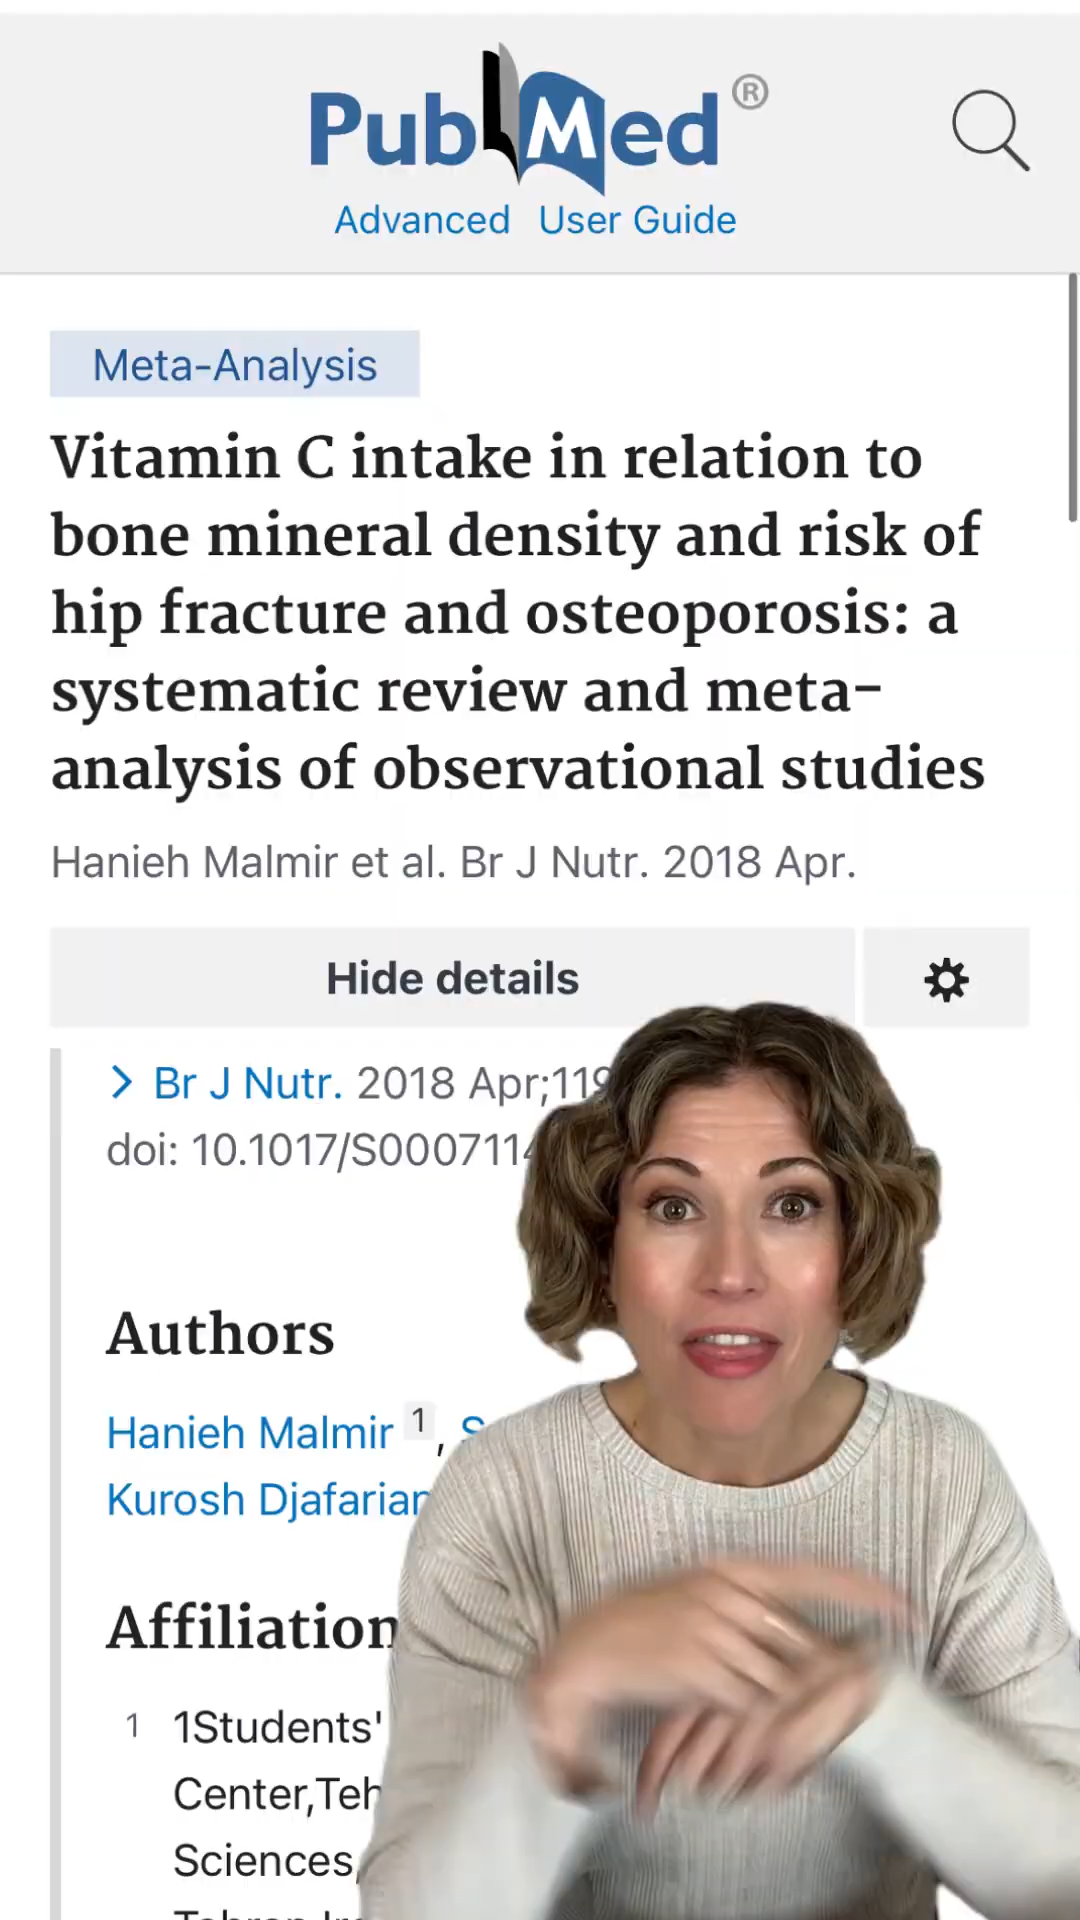 PubMed®
Advanced User Guide
Meta-Analysis
Vitamin C intake in relation to
bone mineral density and risk of
hip fracture and osteoporosis: a
systematic review and meta-
analysis of observational studies
Hanieh Malmir et al. Br J Nutr. 2018 Apr.
Hide details
> Br J Nutr. 2018 Apr;119
doi: 10.1017/S0007114
Authors
Hanieh Malmir 1, S
Kurosh Djafarian
Affiliation
1 1Students'
Center,Teh
Sciences,